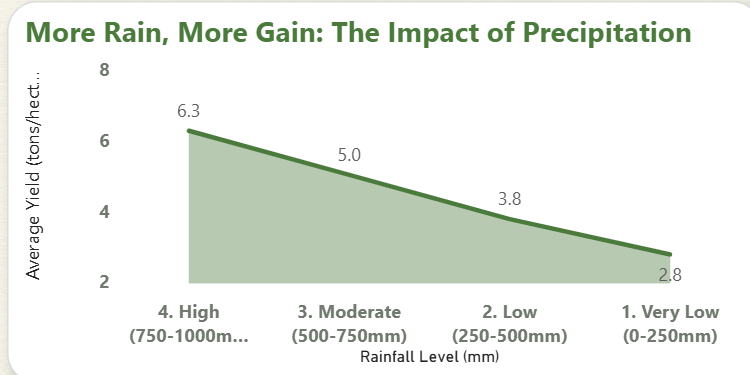 More Rain, More Gain: The Impact of Precipitation
Average Yield (tons/hect...
8
6
4
2
6.3
5.0
3.8
2.8
4. High
(750-1000m...
3. Moderate
(500-750mm)
2. Low
(250-500mm)
1. Very Low
(0-250mm)
Rainfall Level (mm)